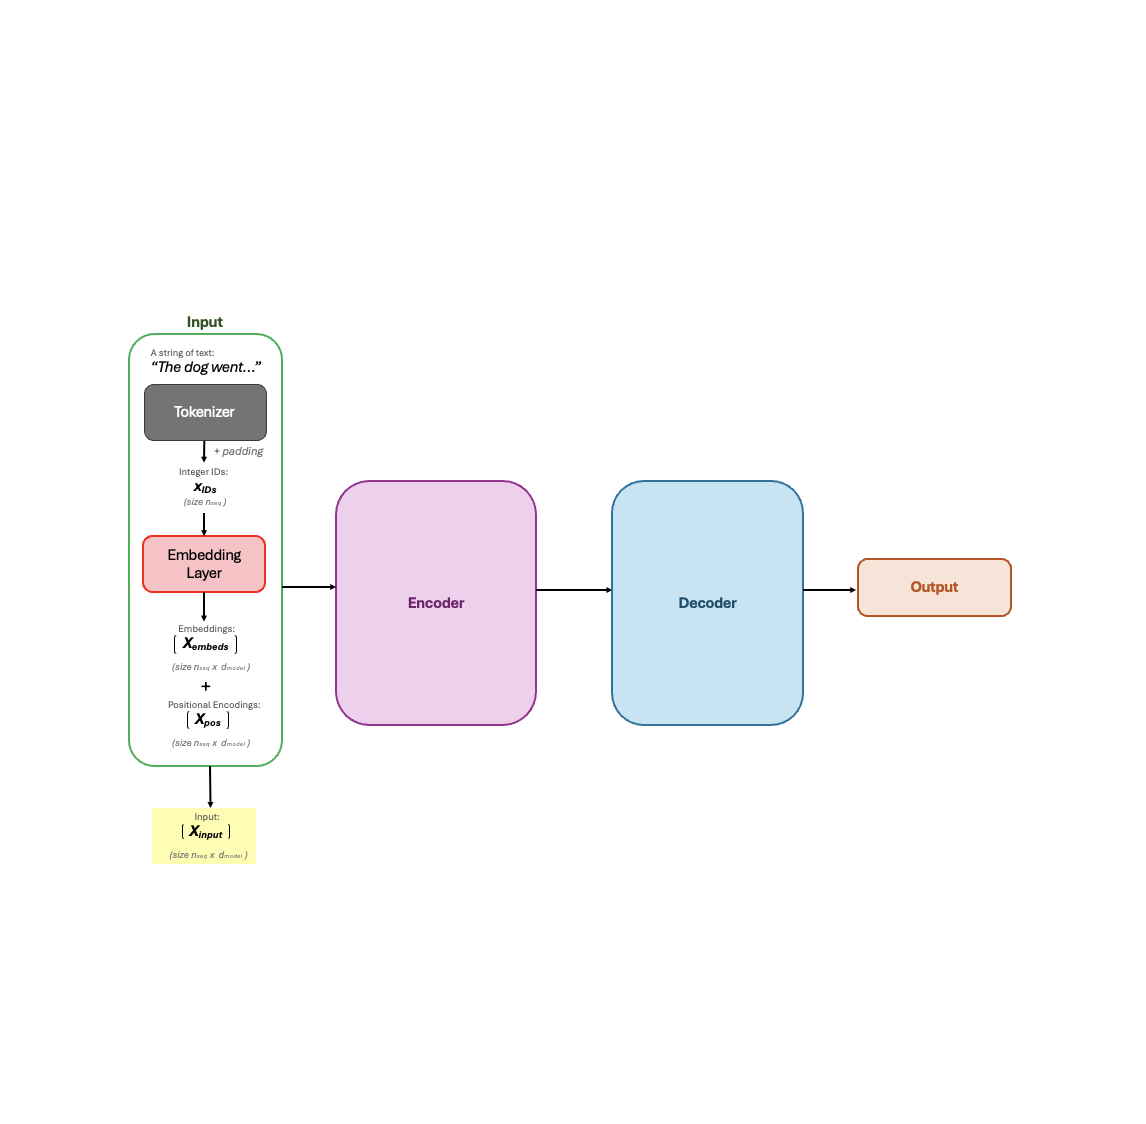 Input
A string of text:
“The dog went…”
Tokenizer
+ padding
Integer IDs:
xIDs
(size nseq )
Embedding
Layer
Embeddings:
[ Xembeds ]
(size nseq x dmodel )
+
Positional Encodings:
[ Xpos ]
(size nseq x dmodel )
Input:
[ Xinput ]
(size nseq x dmodel )
Encoder
Decoder
Output